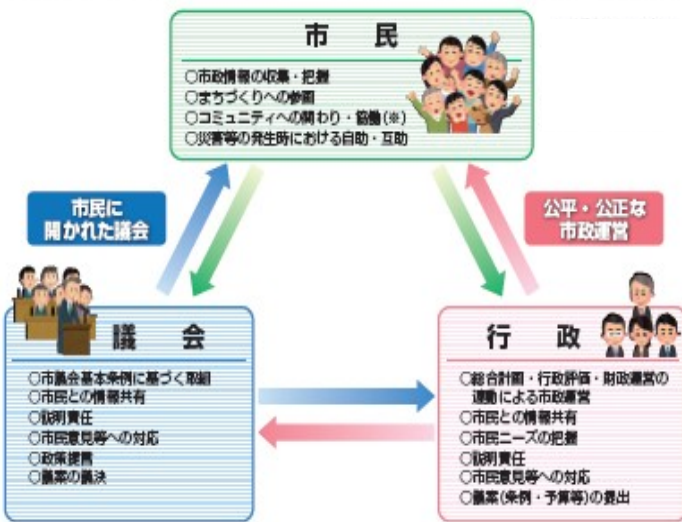 市 民
○市政情報の収集・把握
○まちづくりへの参画
○コミュニティへの関わり・協働(※)
○災害等の発生時における自助・互助
市民に
開かれた議会
公平・公正な
市政運営
議 会
○市議会基本条例に基づく取組
○市民との情報共有
○説明責任
○市民意見等への対応
○政策提言
○議案の議決
行 政
○総合計画・行政評価・財政運営の
連動による市政運営
○市民との情報共有
○市民ニーズの把握
○説明責任
○市民意見等への対応
○議案(条例・予算等)の提出